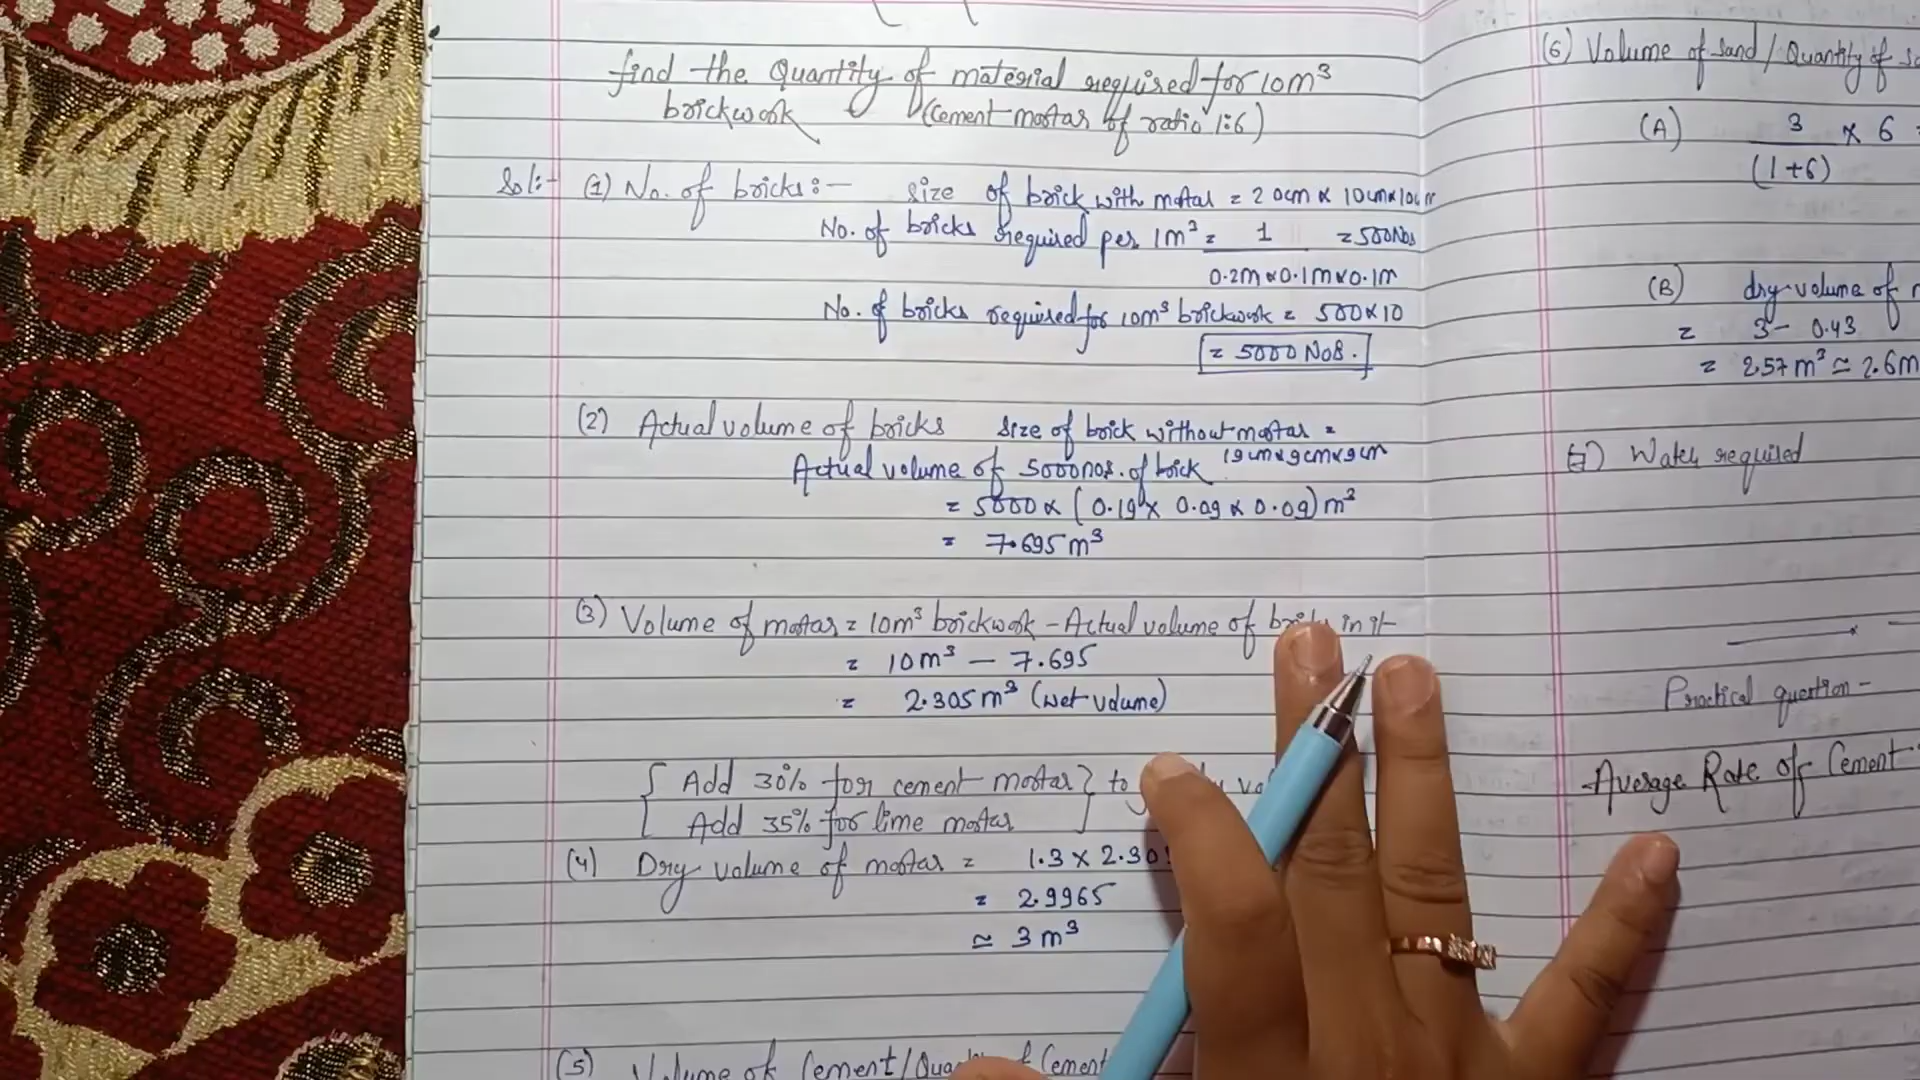 find the Quantity of material required for 10m³
brickwork (Cement mortar of ratio 1:6)
Sol:- (1) No. of bricks:- size of brick with mortar = 20cm x 10cm x 10cm
No. of bricks required per 1m³ = 1 = 500Nos
0.2m x 0.1m x 0.1m
No. of bricks required for 10m³ brickwork = 500x10
= 5000 Nos.
(2) Actual volume of bricks size of brick without mortar =
19cm x 9cm x 9cm
Actual volume of 5000nos. of brick
= 5000 x (0.19 x 0.09 x 0.09) m³
= 7.695 m³
(3) Volume of mortar = 10m³ brickwork - Actual volume of bricks in it
= 10m³ - 7.695
= 2.305 m³ (wet volume)
{ Add 30% for cement mortar } to
Add 35% for lime mortar
(4) Dry volume of mortar = 1.3 x 2.30
= 2.9965
≃ 3 m³
(5) Volume of Cement/ of Cement
(6) Volume of sand / Quantity of
(A) 3 x 6
(1+6)
(B) dry volume of
= 3 - 0.43
= 2.57 m³ ≃ 2.6m
(7) Water required
Practical question -
Average Rate of Cement